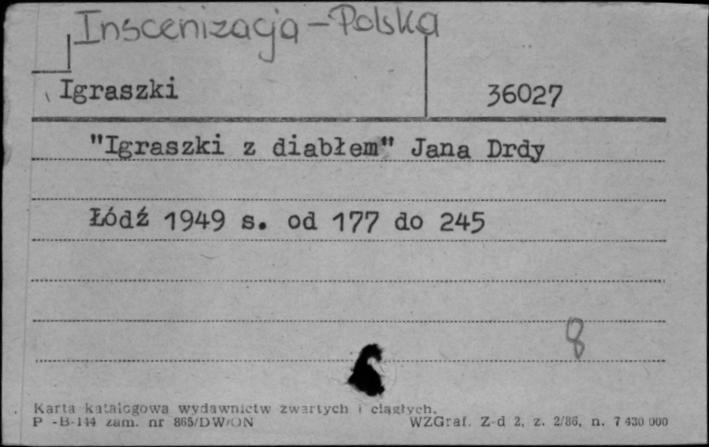 Inscenizacja - Polska
Igraszki 36027
"Igraszki z diabłem" Jana Drdy
Łódź 1949 s. od 177 do 245
8
Karta katalogowa wydawnictw zwartych i ciągłych.
P -B-144 zam. nr 865/DW/ON WZGraf. Z-d 2, z. 2/86, n. 7 430 000